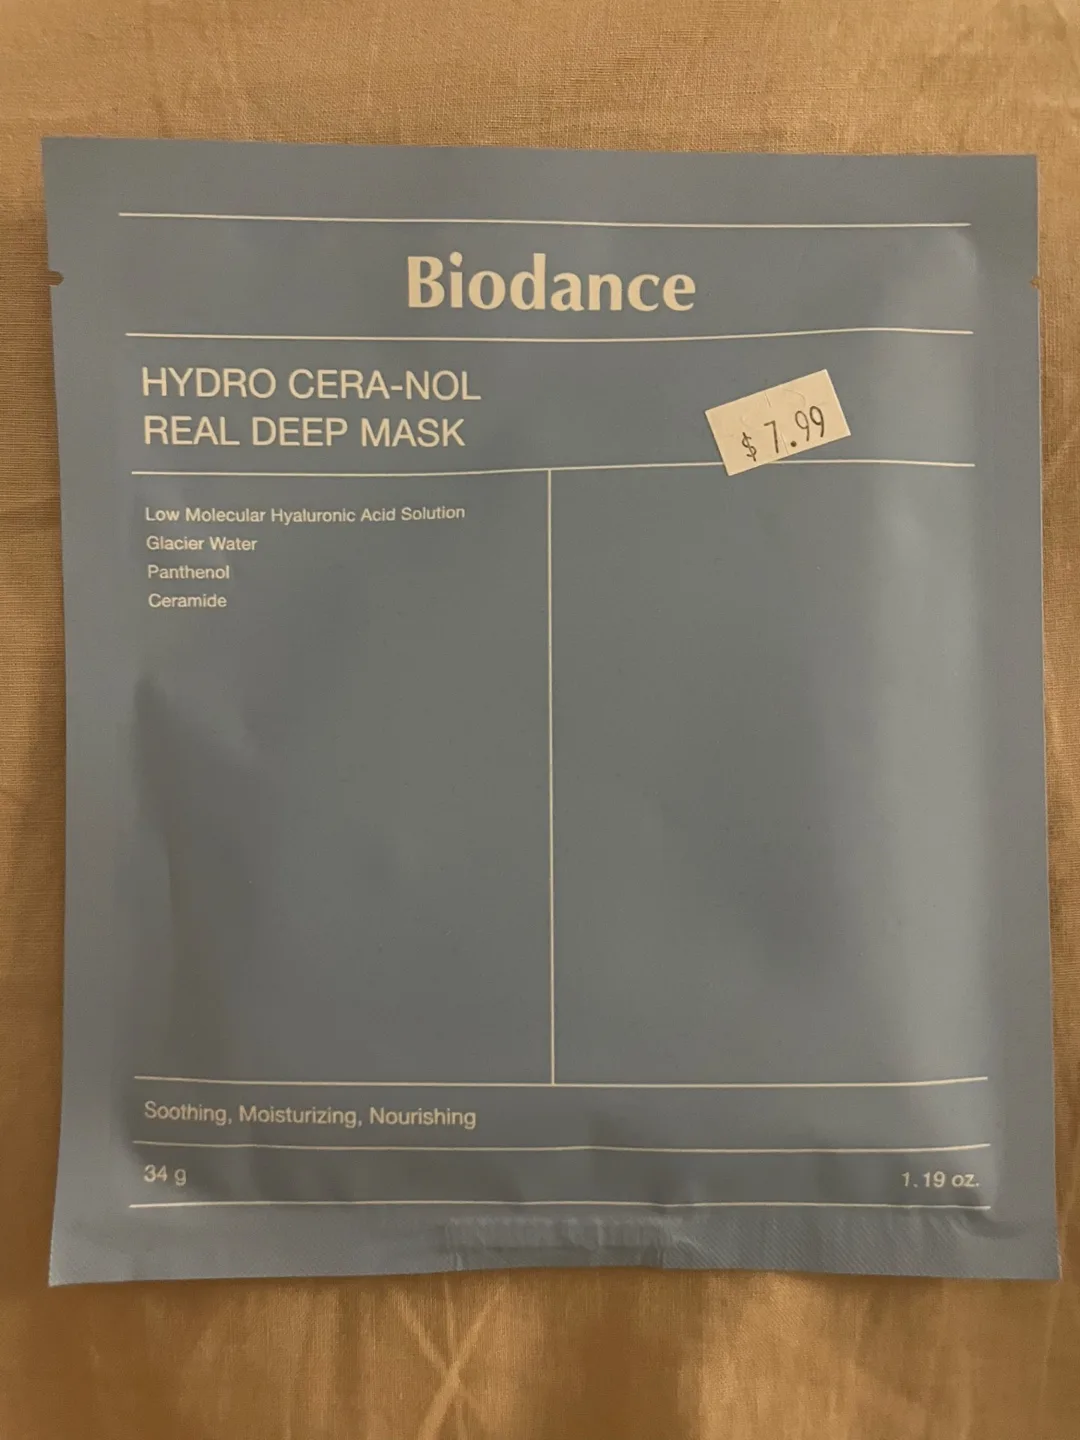 Biodance
HYDRO CERA-NOL
REAL DEEP MASK
$ 7.99
Low Molecular Hyaluronic Acid Solution
Glacier Water
Panthenol
Ceramide
Soothing, Moisturizing, Nourishing
34 g
1.19 oz.